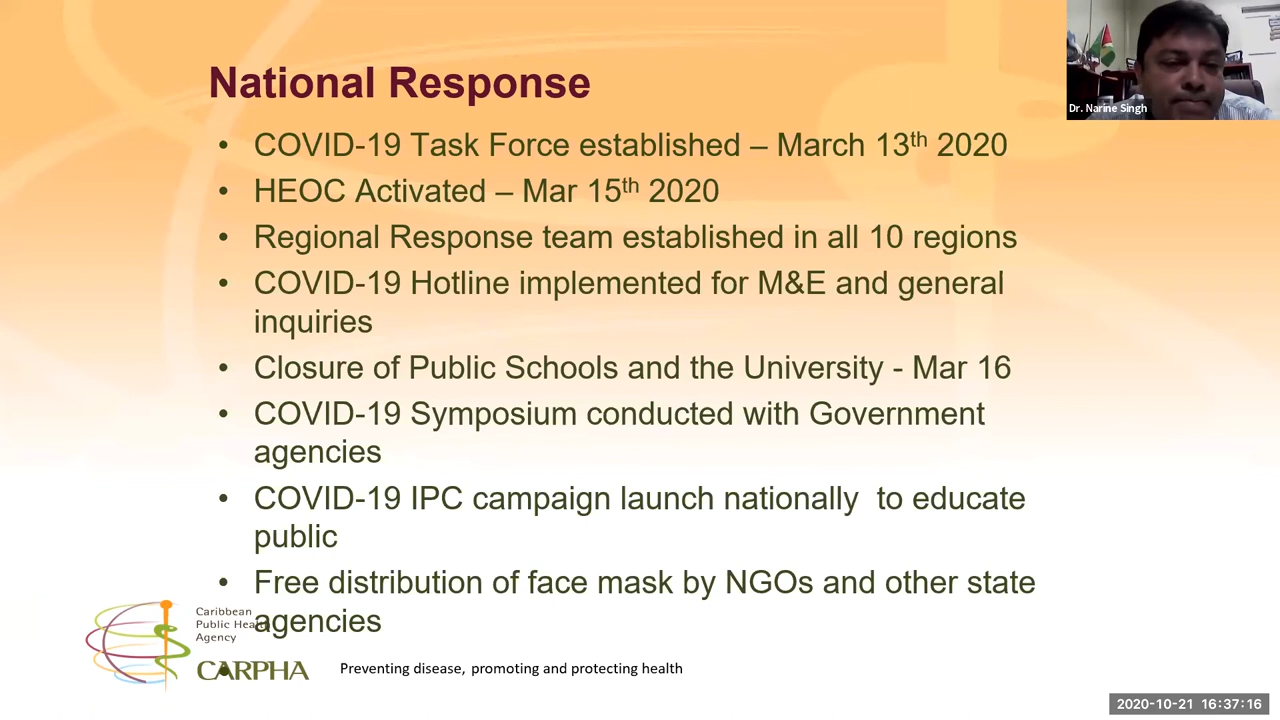 National Response
Dr. Narine Singh
• COVID-19 Task Force established – March 13th 2020
• HEOC Activated – Mar 15th 2020
• Regional Response team established in all 10 regions
• COVID-19 Hotline implemented for M&E and general
inquiries
• Closure of Public Schools and the University - Mar 16
• COVID-19 Symposium conducted with Government
agencies
• COVID-19 IPC campaign launch nationally  to educate
public
• Free distribution of face mask by NGOs and other state
agencies
Caribbean
Public Health
Agency
CARPHA
Preventing disease, promoting and protecting health
2020-10-21 16:37:16